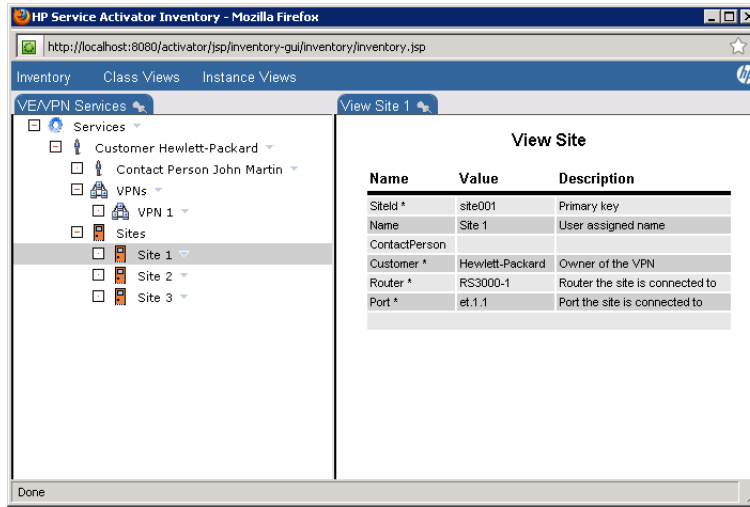 HP Service Activator Inventory - Mozilla Firefox
http://localhost:8080/activator/jsp/inventory-gui/inventory/inventory.jsp
Inventory Class Views Instance Views
VE/VPN Services
Services
Customer Hewlett-Packard
Contact Person John Martin
VPNs
VPN 1
Sites
Site 1
Site 2
Site 3
View Site 1
View Site
Name Value Description
SiteId * site001 Primary key
Name Site 1 User assigned name
ContactPerson
Customer * Hewlett-Packard Owner of the VPN
Router * RS3000-1 Router the site is connected to
Port * et.1.1 Port the site is connected to
Done